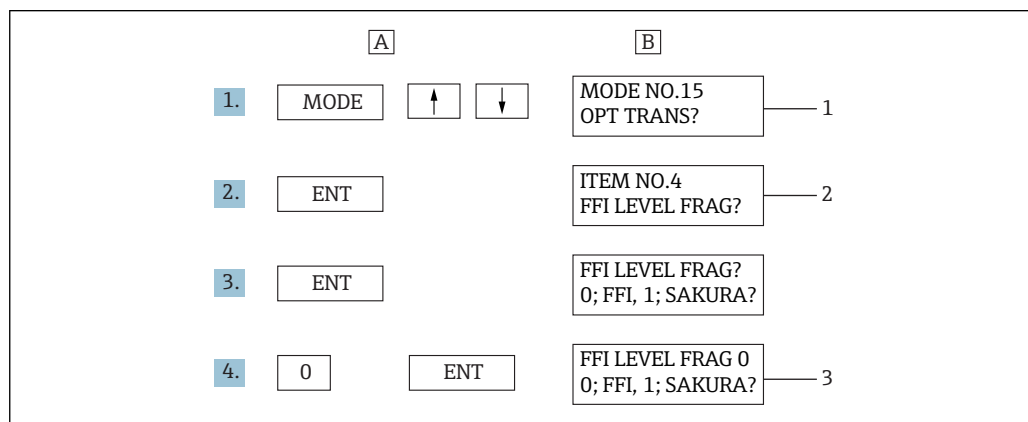 A B
1. MODE ↑ ↓ MODE NO.15
OPT TRANS? 1
2. ENT ITEM NO.4
FFI LEVEL FRAG? 2
3. ENT FFI LEVEL FRAG?
0; FFI, 1; SAKURA?
4. 0 ENT FFI LEVEL FRAG 0
0; FFI, 1; SAKURA? 3